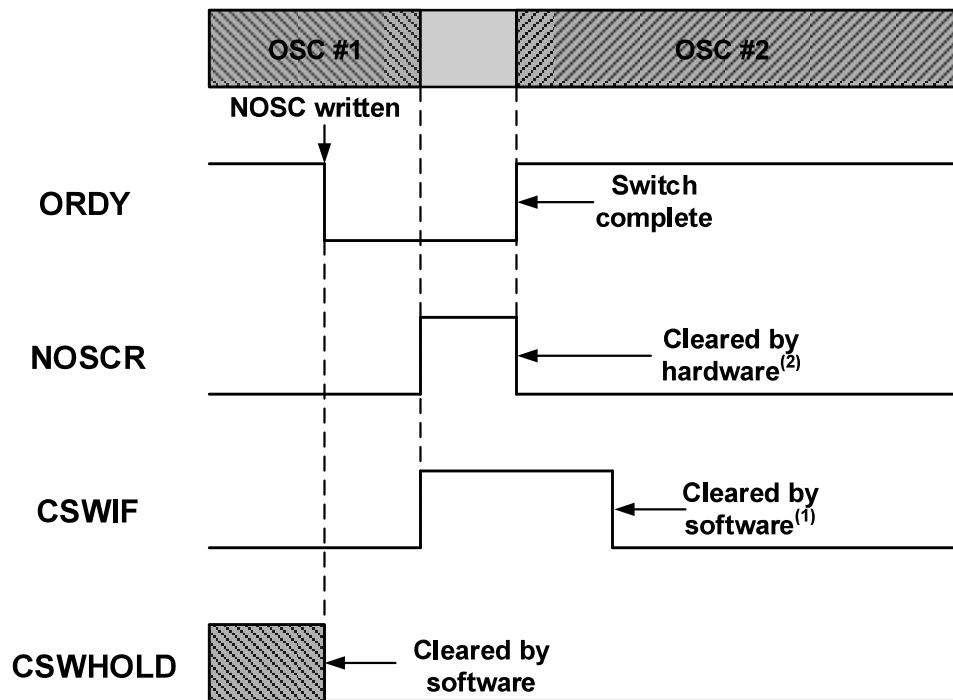 OSC #1
OSC #2
NOSC written
ORDY
Switch
complete
NOSCR
Cleared by
hardware(2)
CSWIF
Cleared by
software(1)
CSWHOLD
Cleared by
software